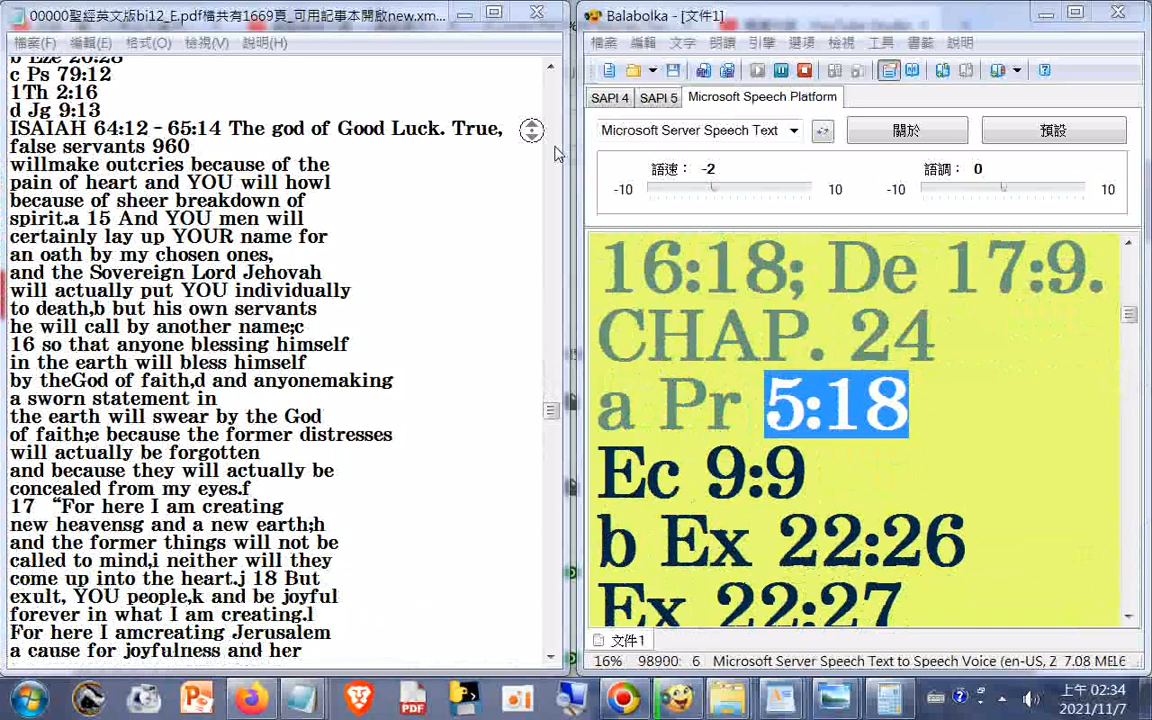 00000聖經英文版bi12_E.pdf檔共有1669頁_可用記事本開啟new.xm...
檔案(F) 編輯(E) 格式(O) 檢視(V) 說明(H)
b Eze 20:28
c Ps 79:12
1Th 2:16
d Jg 9:13
ISAIAH 64:12 - 65:14 The god of Good Luck. True,
false servants 960
willmake outcries because of the
pain of heart and YOU will howl
because of sheer breakdown of
spirit.a 15 And YOU men will
certainly lay up YOUR name for
an oath by my chosen ones,
and the Sovereign Lord Jehovah
will actually put YOU individually
to death,b but his own servants
he will call by another name;c
16 so that anyone blessing himself
in the earth will bless himself
by theGod of faith,d and anyonemaking
a sworn statement in
the earth will swear by the God
of faith;e because the former distresses
will actually be forgotten
and because they will actually be
concealed from my eyes.f
17 “For here I am creating
new heavensg and a new earth;h
and the former things will not be
called to mind,i neither will they
come up into the heart.j 18 But
exult, YOU people,k and be joyful
forever in what I am creating.l
For here I amcreating Jerusalem
a cause for joyfulness and her
Balabolka - [文件1]
檔案 編輯 文字 朗讀 引擎 選項 檢視 工具 書籤 說明
SAPI 4 SAPI 5 Microsoft Speech Platform
Microsoft Server Speech Text 關於 預設
語速： -2 語調： 0
-10 10 -10 10
16:18; De 17:9.
CHAP. 24
a Pr 5:18
Ec 9:9
b Ex 22:26
Ex 22:27
文件1
16% 98900: 6 Microsoft Server Speech Text to Speech Voice (en-US, Z 7.08 ME
上午 02:34
2021/11/7